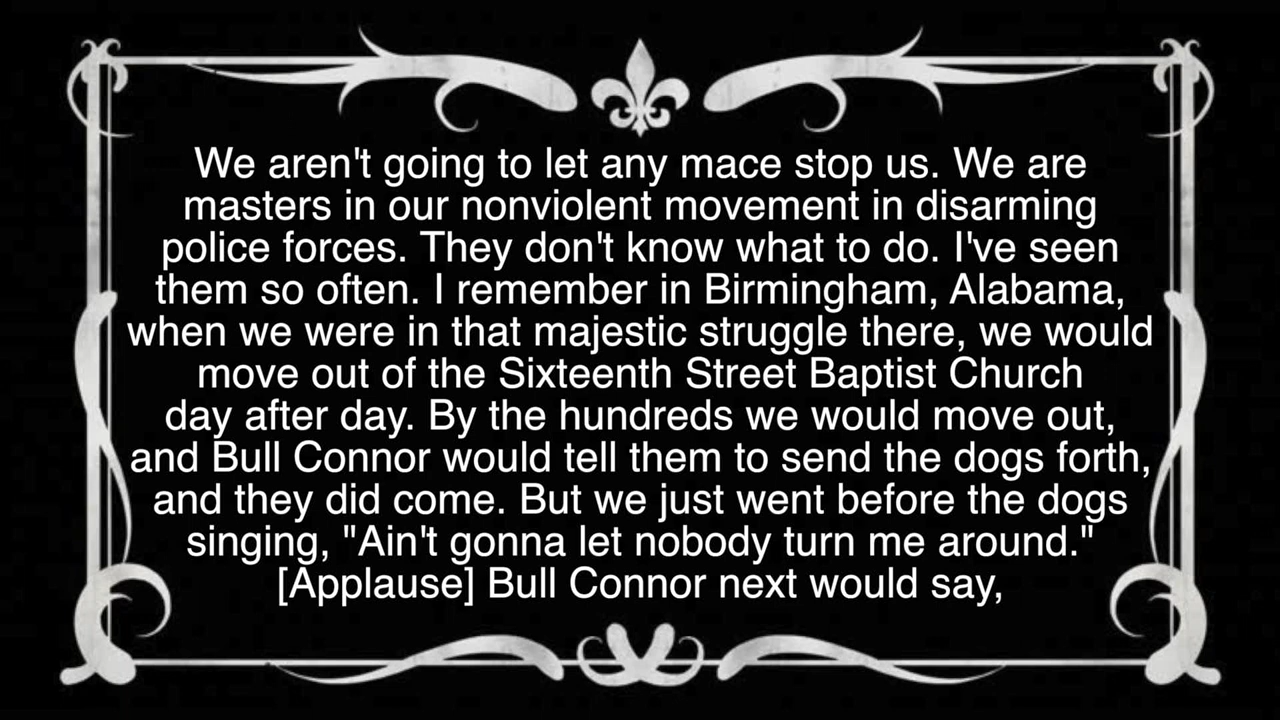 We aren't going to let any mace stop us. We are
masters in our nonviolent movement in disarming
police forces. They don't know what to do. I've seen
them so often. I remember in Birmingham, Alabama,
when we were in that majestic struggle there, we would
move out of the Sixteenth Street Baptist Church
day after day. By the hundreds we would move out,
and Bull Connor would tell them to send the dogs forth,
and they did come. But we just went before the dogs
singing, "Ain't gonna let nobody turn me around."
[Applause] Bull Connor next would say,